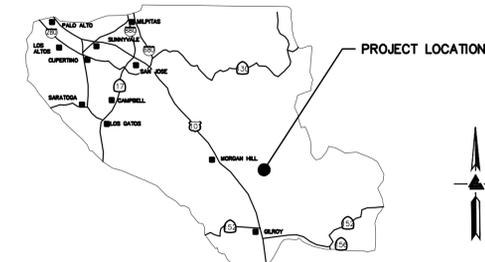 PALO ALTO
MILPITAS
280
880
SUNNYVALE
LOS
ALTOS
680
CUPERTINO
SAN JOSE
PROJECT LOCATION
130
17
SARATOGA
CAMPBELL
LOS GATOS
101
MORGAN HILL
152
GILROY
152
156